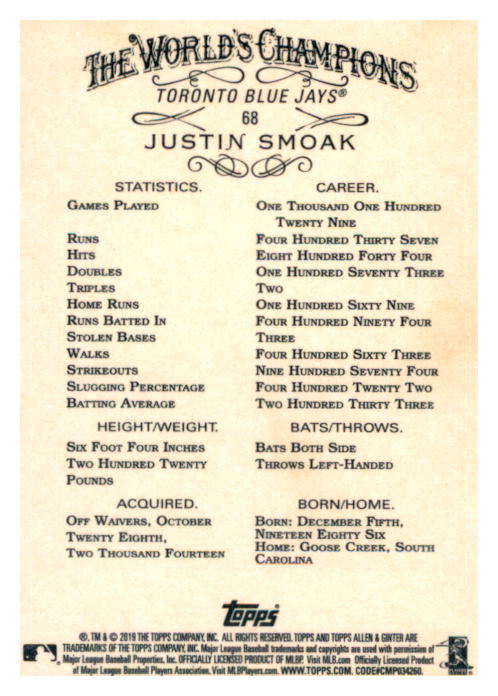 THE WORLD'S CHAMPIONS
TORONTO BLUE JAYS®
68
JUSTIN SMOAK
STATISTICS. CAREER.
GAMES PLAYED ONE THOUSAND ONE HUNDRED
TWENTY NINE
RUNS FOUR HUNDRED THIRTY SEVEN
HITS EIGHT HUNDRED FORTY FOUR
DOUBLES ONE HUNDRED SEVENTY THREE
TRIPLES TWO
HOME RUNS ONE HUNDRED SIXTY NINE
RUNS BATTED IN FOUR HUNDRED NINETY FOUR
STOLEN BASES THREE
WALKS FOUR HUNDRED SIXTY THREE
STRIKEOUTS NINE HUNDRED SEVENTY FOUR
SLUGGING PERCENTAGE FOUR HUNDRED TWENTY TWO
BATTING AVERAGE TWO HUNDRED THIRTY THREE
HEIGHT/WEIGHT. BATS/THROWS.
SIX FOOT FOUR INCHES BATS BOTH SIDE
TWO HUNDRED TWENTY THROWS LEFT-HANDED
POUNDS
ACQUIRED. BORN/HOME.
OFF WAIVERS, OCTOBER BORN: DECEMBER FIFTH,
TWENTY EIGHTH, NINETEEN EIGHTY SIX
TWO THOUSAND FOURTEEN HOME: GOOSE CREEK, SOUTH
CAROLINA
Topps
®, TM & © 2019 THE TOPPS COMPANY, INC. ALL RIGHTS RESERVED. TOPPS AND TOPPS ALLEN & GINTER ARE
TRADEMARKS OF THE TOPPS COMPANY, INC. Major League Baseball trademarks and copyrights are used with permission of
Major League Baseball Properties, Inc. OFFICIALLY LICENSED PRODUCT OF MLBP. Visit MLB.com Officially Licensed Product
of Major League Baseball Players Association. Visit MLBPlayers.com. WWW.TOPPS.COM. CODE#CMP034260.